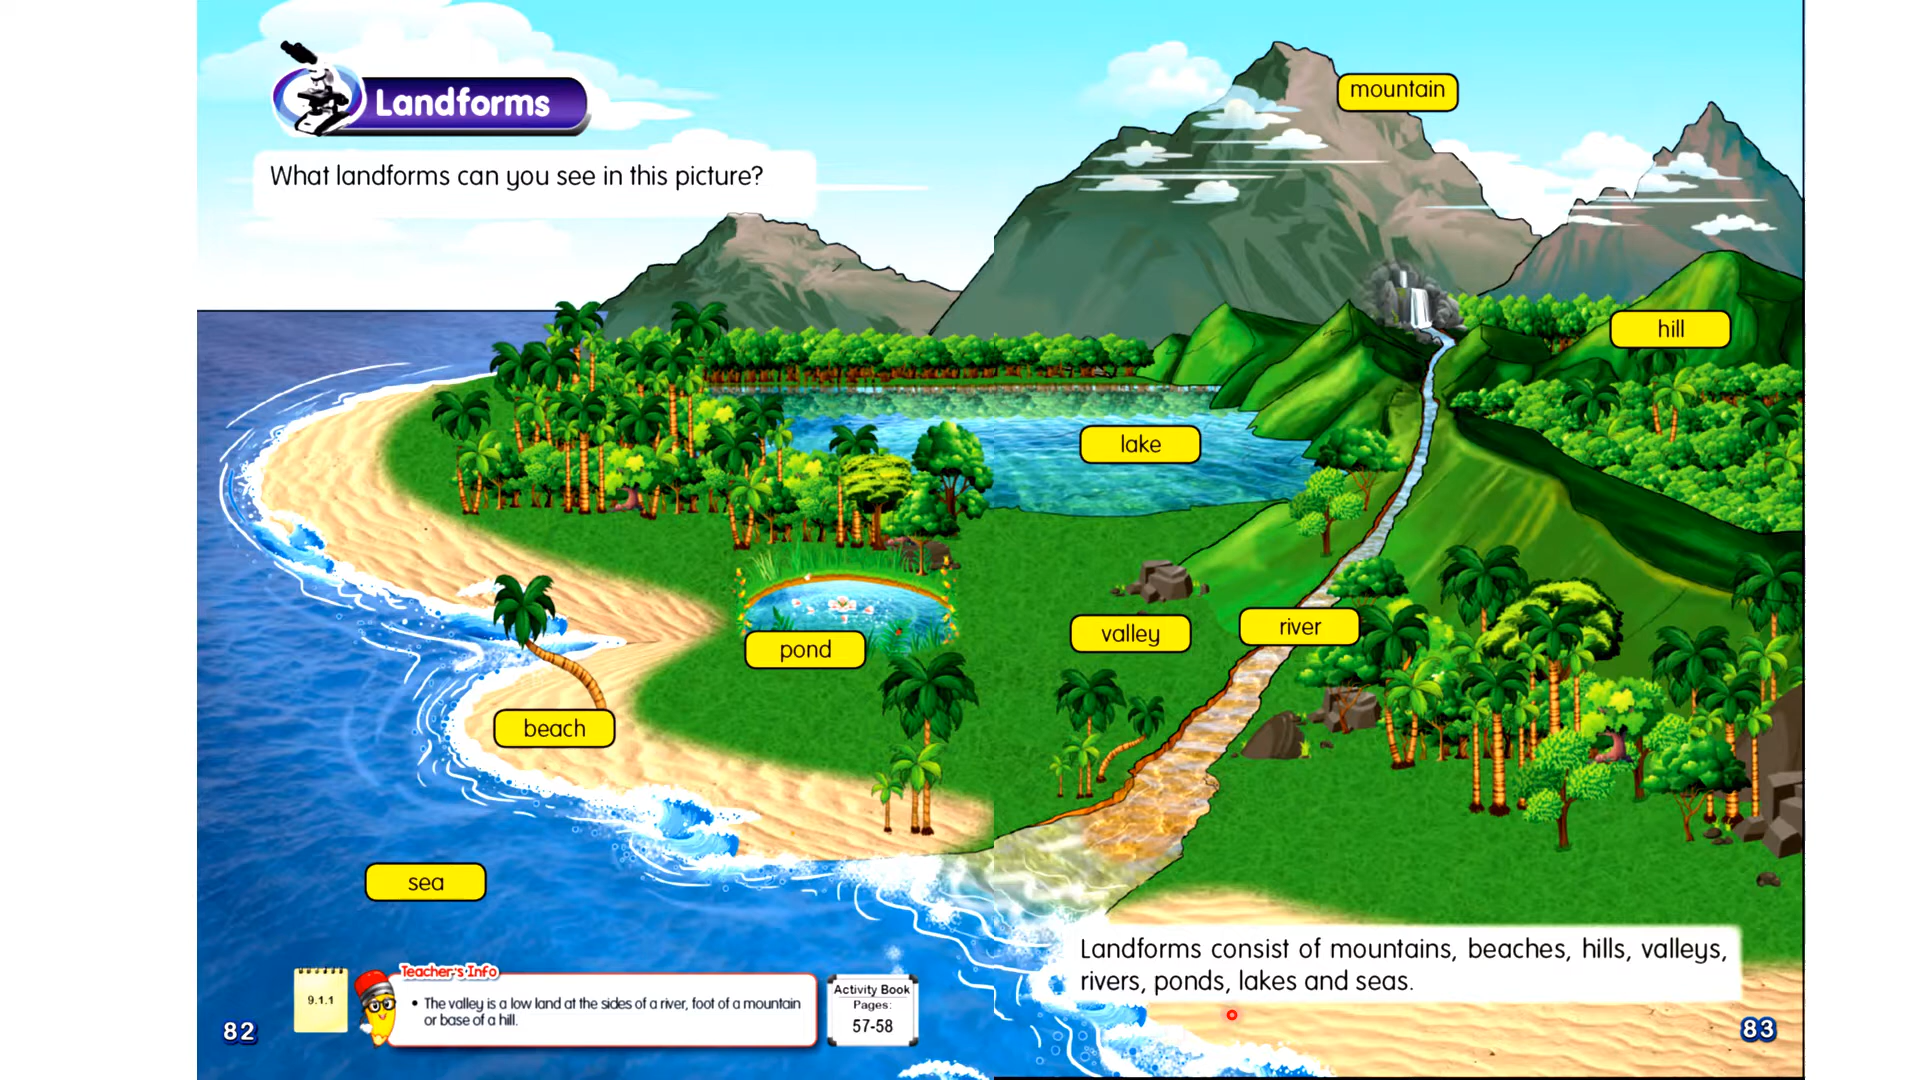 Landforms
What landforms can you see in this picture?
mountain
hill
lake
valley
river
pond
beach
sea
Landforms consist of mountains, beaches, hills, valleys,
rivers, ponds, lakes and seas.
9.1.1
Teacher's Info
• The valley is a low land at the sides of a river, foot of a mountain
or base of a hill.
Activity Book
Pages:
57-58
82
83